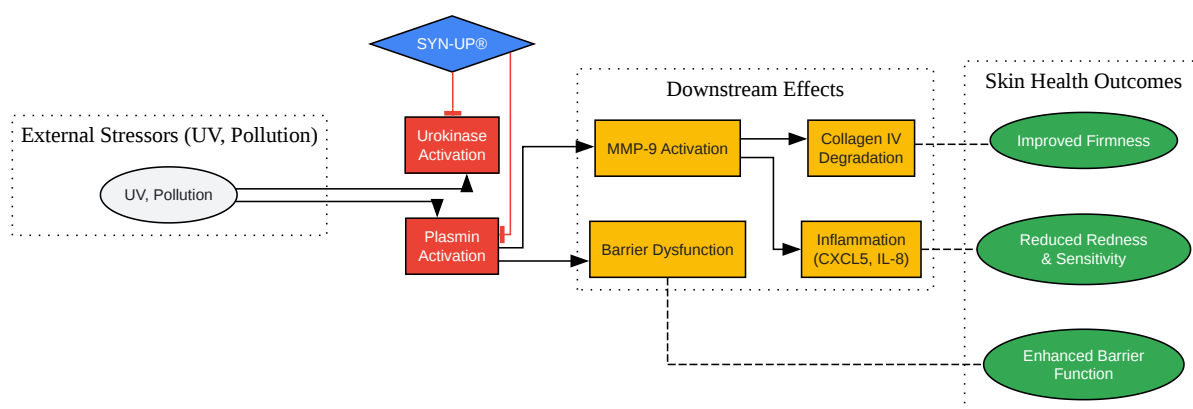 SYN-UP®
External Stressors (UV, Pollution)
UV, Pollution
Urokinase
Activation
Plasmin
Activation
Downstream Effects
MMP-9 Activation
Collagen IV
Degradation
Barrier Dysfunction
Inflammation
(CXCL5, IL-8)
Skin Health Outcomes
Improved Firmness
Reduced Redness
& Sensitivity
Enhanced Barrier
Function